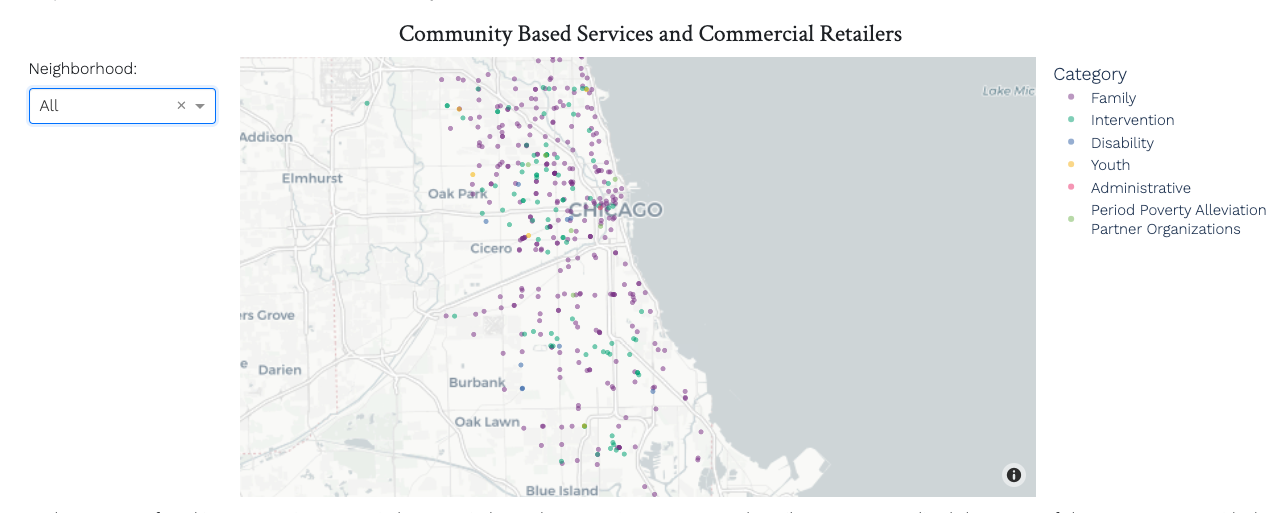 Community Based Services and Commercial Retailers
Neighborhood:
All
Category
Family
Intervention
Disability
Youth
Administrative
Period Poverty Alleviation
Partner Organizations
Lake Mic
Addison
Elmhurst
Oak Park
CHICAGO
Cicero
rs Grove
e
Darien
Burbank
Oak Lawn
Blue Island